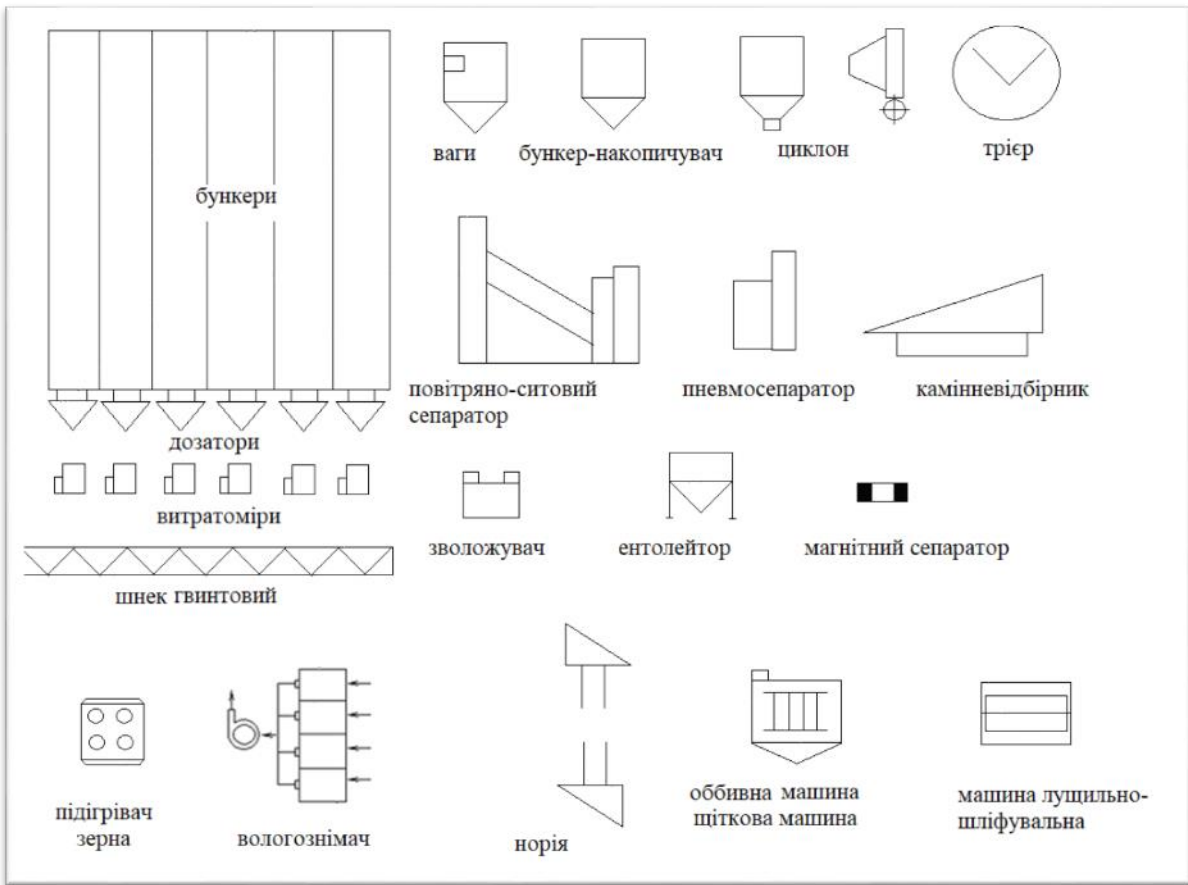 ваги
бункер-накопичувач
циклон
трієр
бункери
повітряно-ситовий
сепаратор
пневмосепаратор
камінневідбірник
дозатори
витратоміри
зволожувач
ентолейтор
магнітний сепаратор
шнек гвинтовий
підігрівач
зерна
вологознімач
норія
оббивна машина
щіткова машина
машина лущильно-
шліфувальна